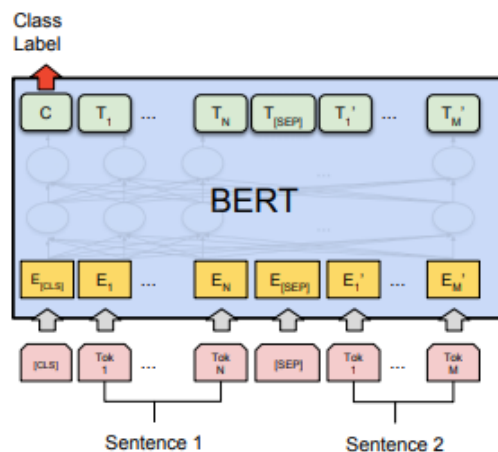 Class
Label
C T1 ... TN T[SEP] T1' ... TM'
...
BERT
...
E[CLS] E1 ... EN E[SEP] E1' ... EM'
[CLS] Tok 1 ... Tok N [SEP] Tok 1 ... Tok M
Sentence 1 Sentence 2